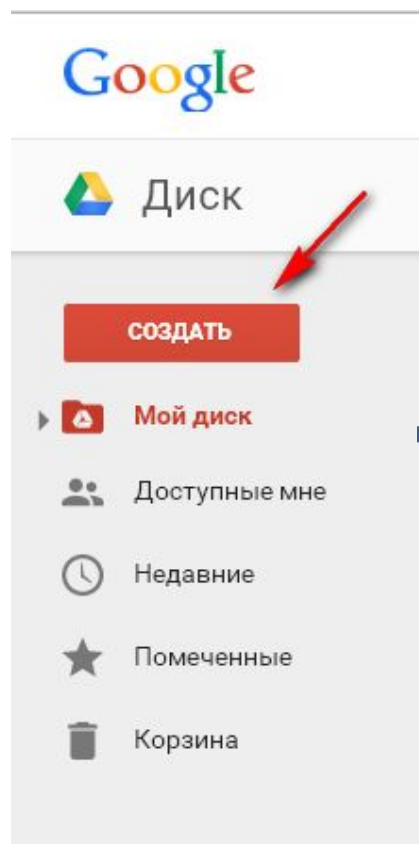 Google
Диск
СОЗДАТЬ
Мой диск
Доступные мне
Недавние
Помеченные
Корзина